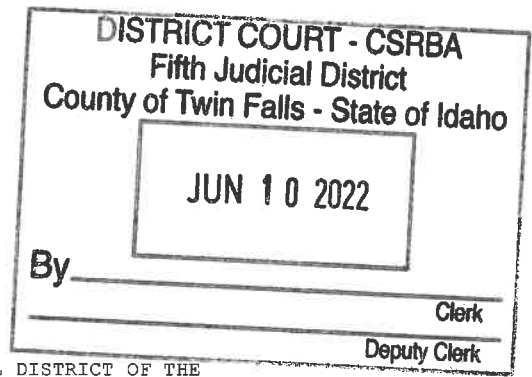 DISTRICT COURT - CSRBA
Fifth Judicial District
County of Twin Falls - State of Idaho
JUN 10 2022
By
Clerk
Deputy Clerk
DISTRICT OF THE